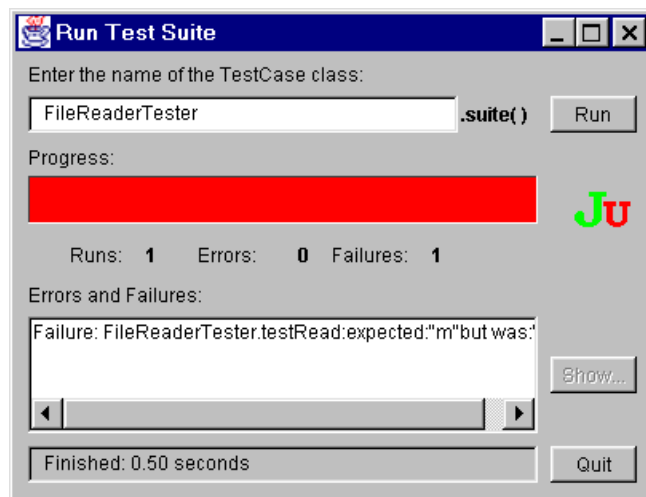 Run Test Suite
Enter the name of the TestCase class:
FileReaderTester .suite( ) Run
Progress:
JU
Runs: 1 Errors: 0 Failures: 1
Errors and Failures:
Failure: FileReaderTester.testRead:expected:"m"but was:"
Show...
Finished: 0.50 seconds Quit